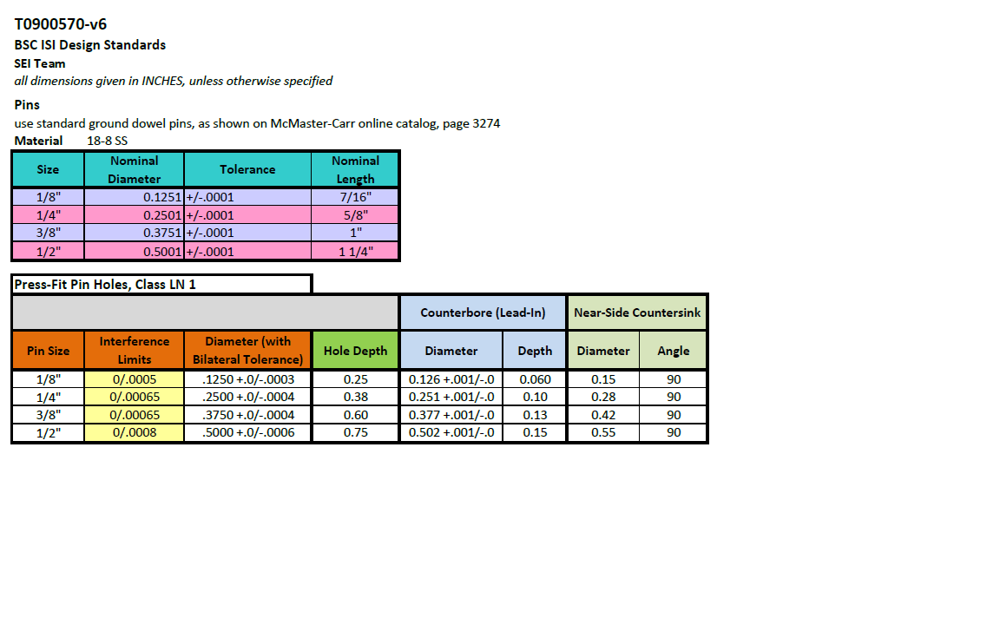 T0900570-v6
BSC ISI Design Standards
SEI Team
all dimensions given in INCHES, unless otherwise specified
Pins
use standard ground dowel pins, as shown on McMaster-Carr online catalog, page 3274
Material 18-8 SS
Size Nominal Diameter Tolerance Nominal Length
1/8" 0.1251 +/-.0001 7/16"
1/4" 0.2501 +/-.0001 5/8"
3/8" 0.3751 +/-.0001 1"
1/2" 0.5001 +/-.0001 1 1/4"
Press-Fit Pin Holes, Class LN 1
Counterbore (Lead-In) Near-Side Countersink
Pin Size Interference Limits Diameter (with Bilateral Tolerance) Hole Depth Diameter Depth Diameter Angle
1/8" 0/.0005 .1250 +.0/-.0003 0.25 0.126 +.001/-.0 0.060 0.15 90
1/4" 0/.00065 .2500 +.0/-.0004 0.38 0.251 +.001/-.0 0.10 0.28 90
3/8" 0/.00065 .3750 +.0/-.0004 0.60 0.377 +.001/-.0 0.13 0.42 90
1/2" 0/.0008 .5000 +.0/-.0006 0.75 0.502 +.001/-.0 0.15 0.55 90